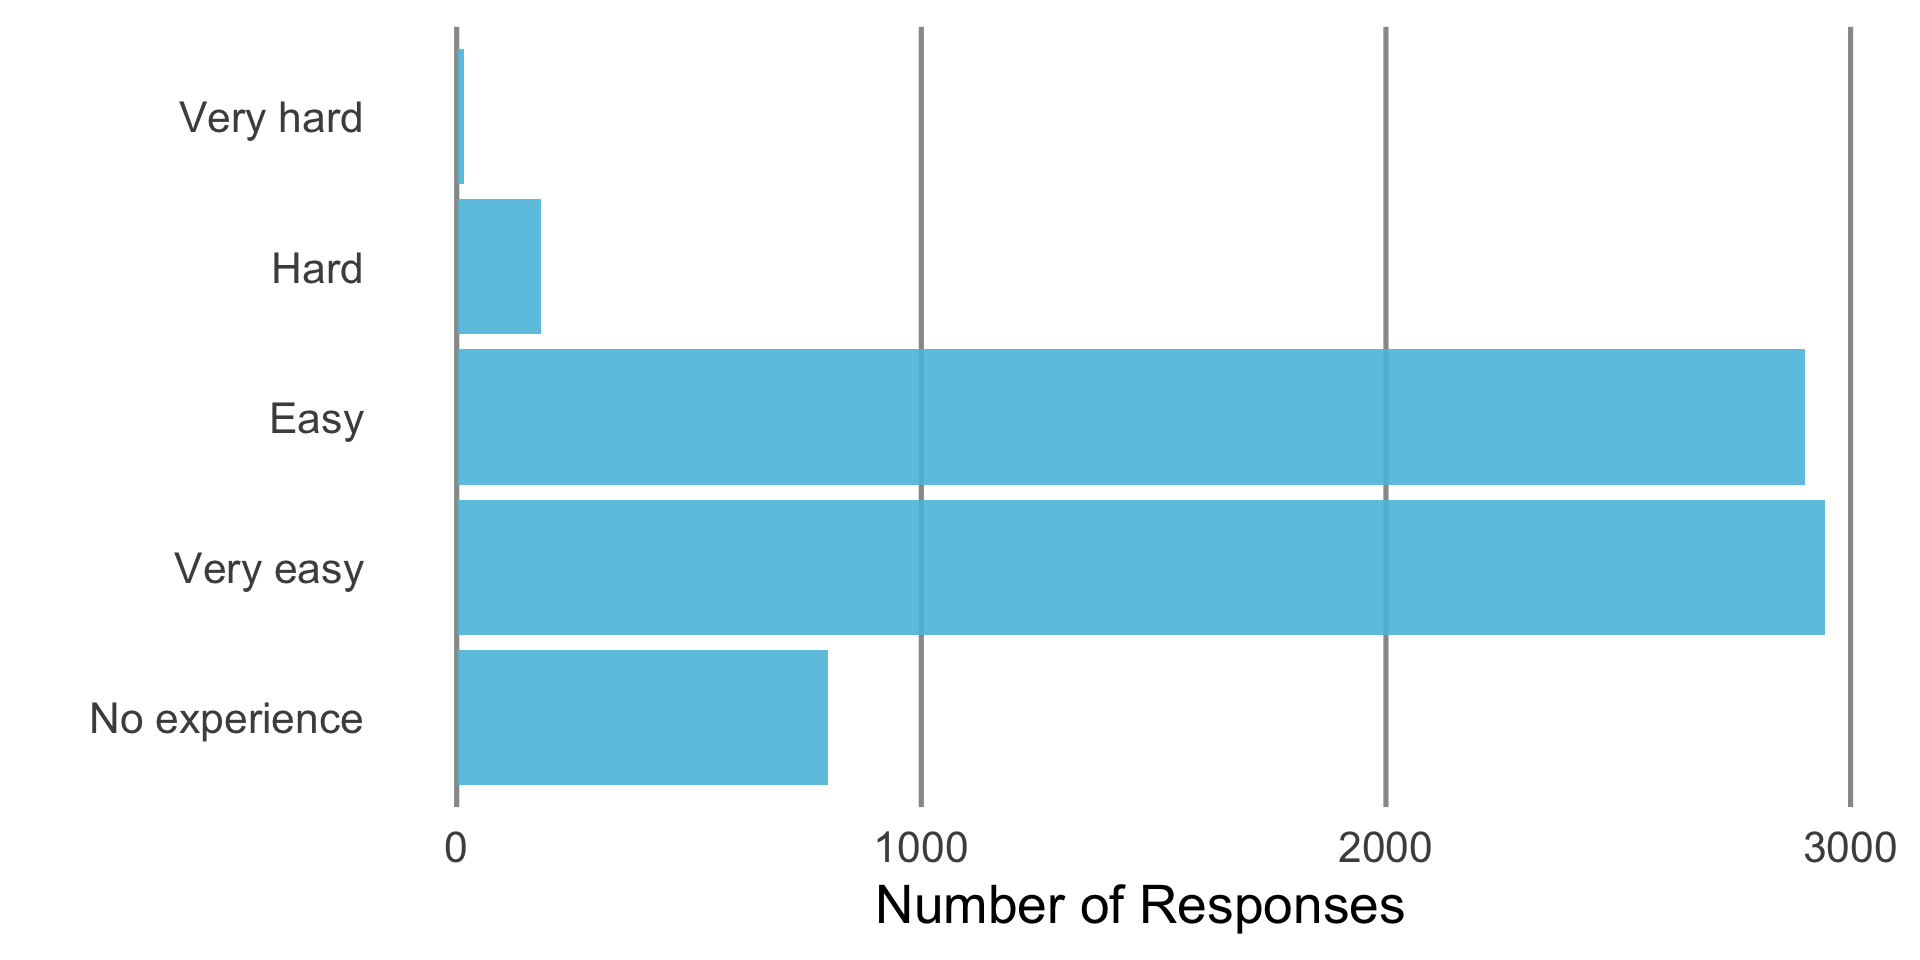 Very hard
Hard
Easy
Very easy
No experience
0 1000 2000 3000
Number of Responses